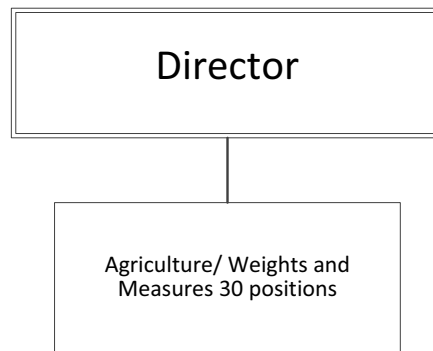 Director
Agriculture/ Weights and
Measures 30 positions